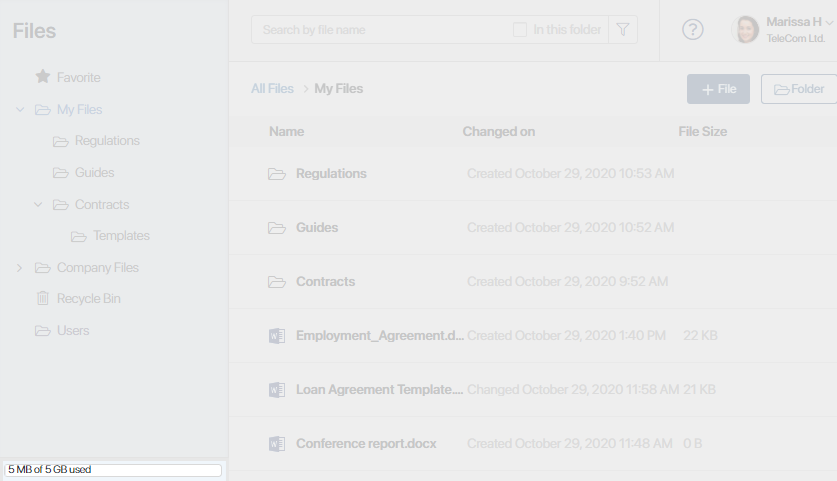 Files
Search by file name
In this folder
Marissa H
TeleCom Ltd.
Favorite
My Files
Regulations
Guides
Contracts
Templates
Company Files
Recycle Bin
Users
5 MB of 5 GB used
All Files > My Files
+ File
Folder
Name Changed on File Size
Regulations Created October 29, 2020 10:53 AM
Guides Created October 29, 2020 10:52 AM
Contracts Created October 29, 2020 9:52 AM
Employment_Agreement.d... Created October 29, 2020 1:40 PM 22 KB
Loan Agreement Template.... Changed October 29, 2020 11:58 AM 21 KB
Conference report.docx Created October 29, 2020 11:48 AM 0 B